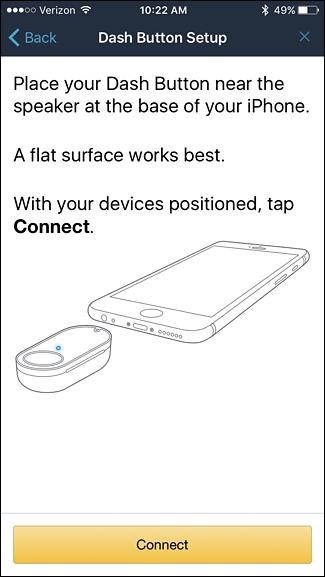 Verizon 10:22 AM 49%
Back Dash Button Setup ×
Place your Dash Button near the
speaker at the base of your iPhone.
A flat surface works best.
With your devices positioned, tap
Connect.
Connect